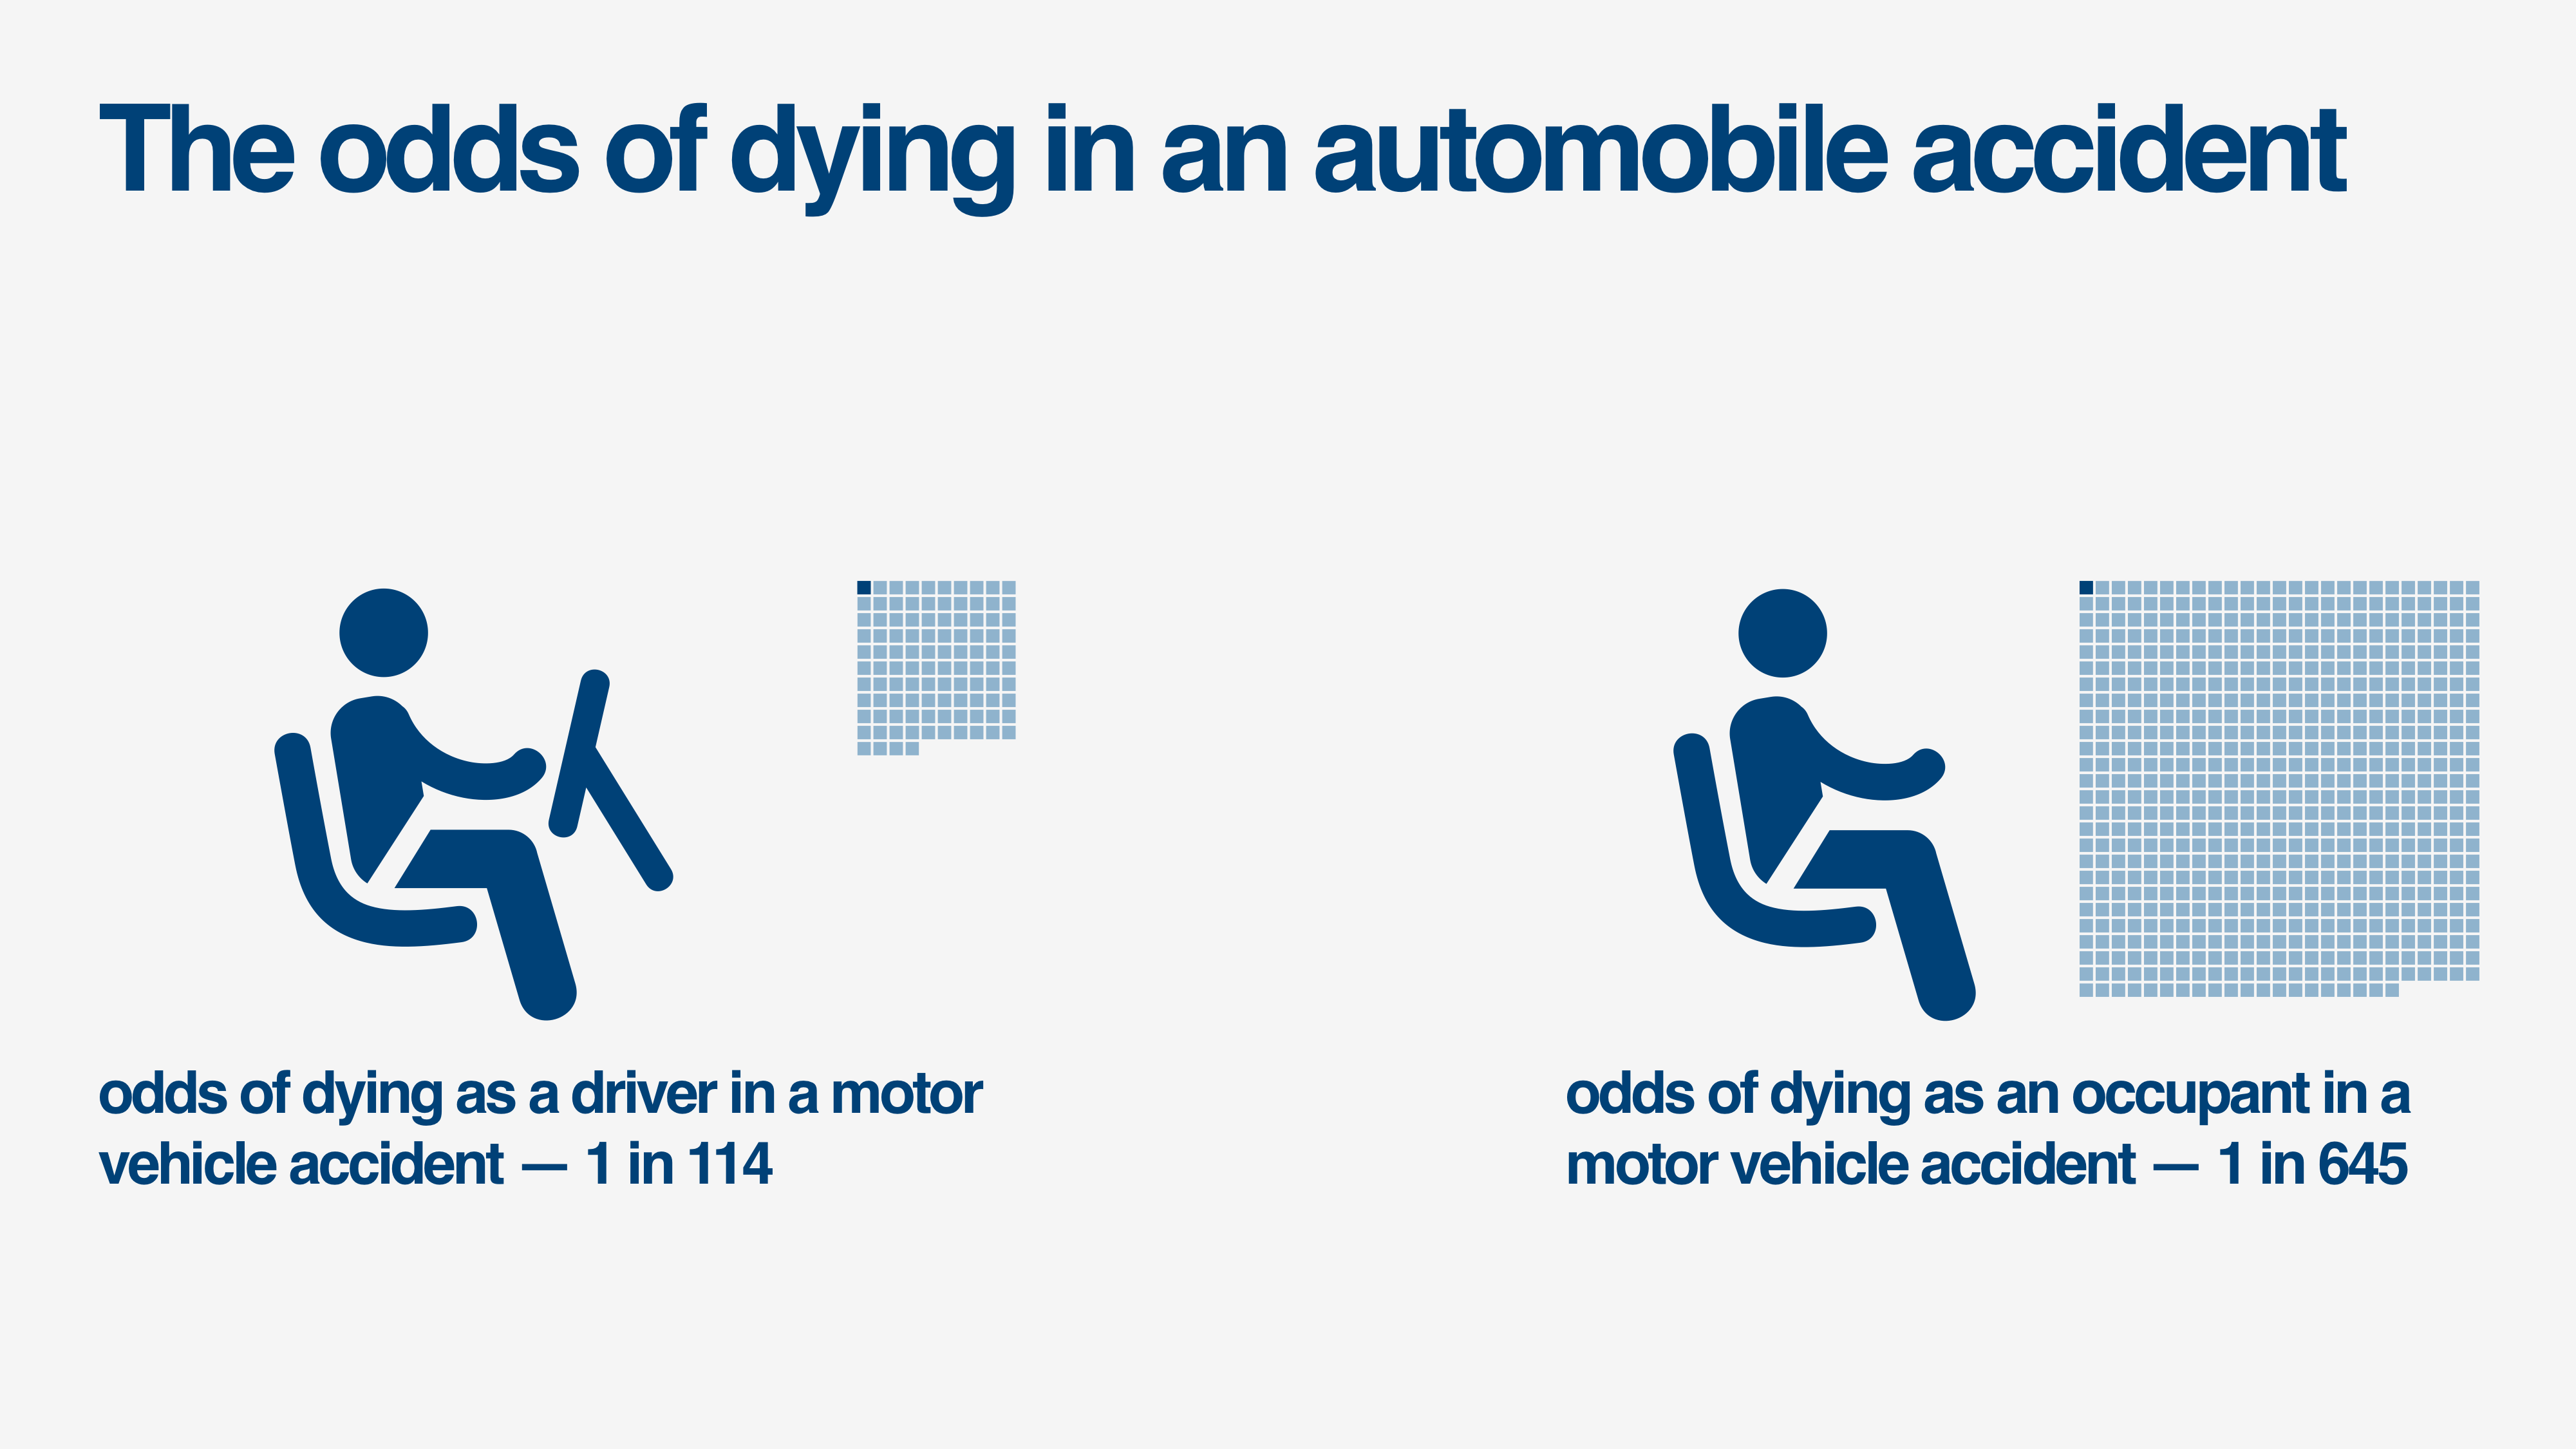 The odds of dying in an automobile accident
odds of dying as a driver in a motor
vehicle accident — 1 in 114
odds of dying as an occupant in a
motor vehicle accident — 1 in 645